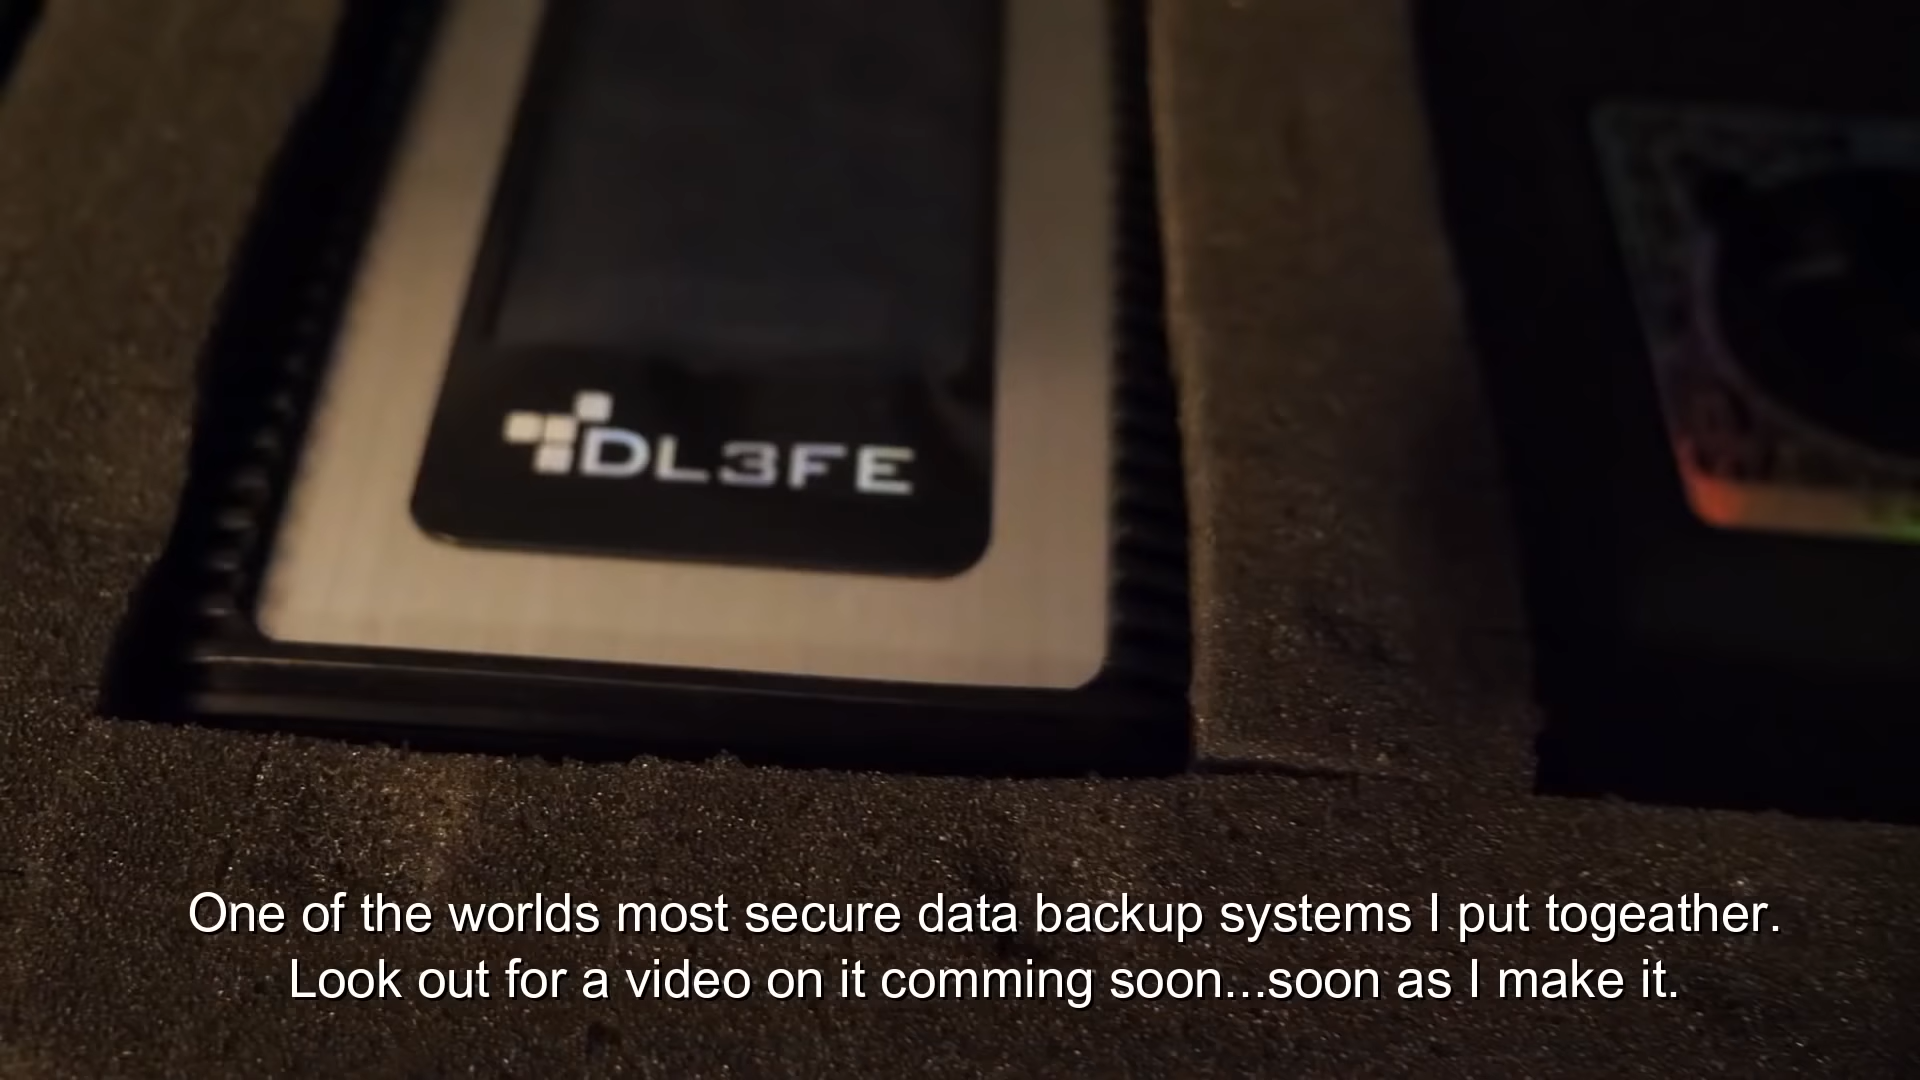 DL3FE
One of the worlds most secure data backup systems I put togeather.
Look out for a video on it comming soon...soon as I make it.